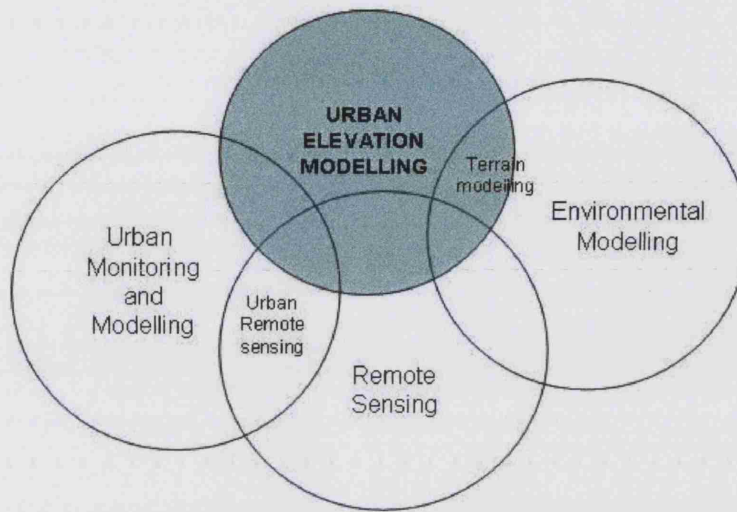 URBAN
ELEVATION
MODELLING
Terrain
modelling
Environmental
Modelling
Urban
Monitoring
and
Modelling
Urban
Remote
sensing
Remote
Sensing